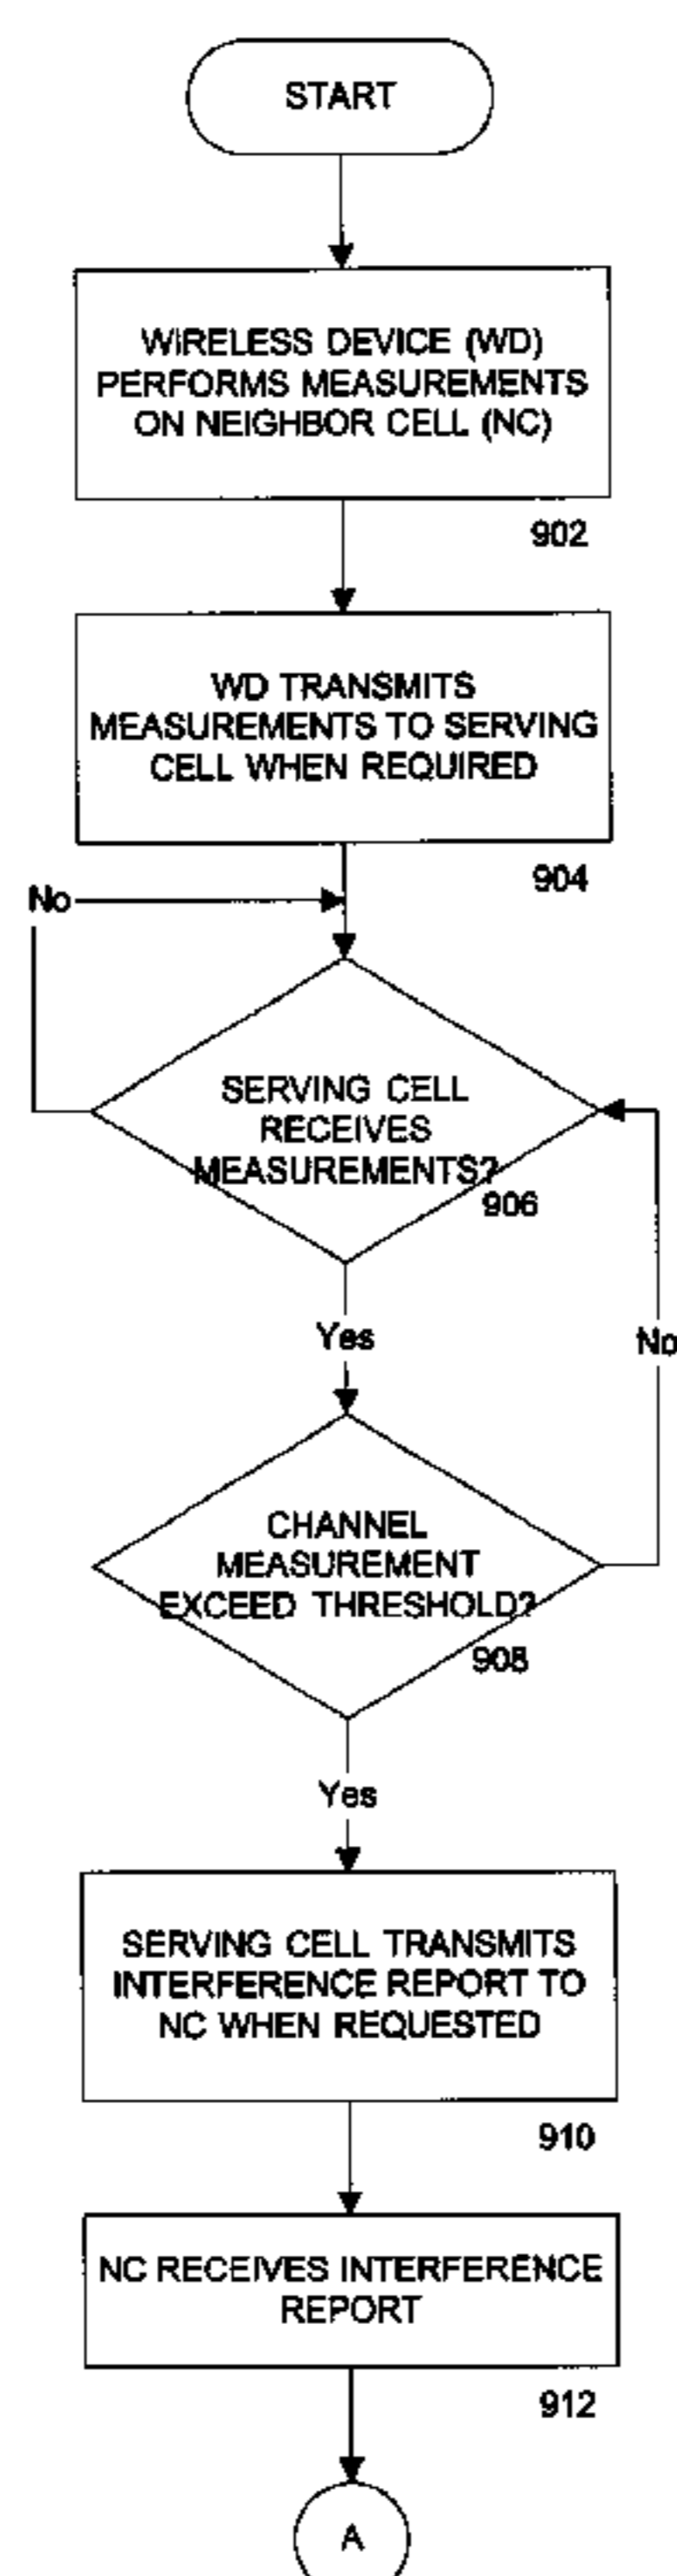 START
WIRELESS DEVICE (WD)
PERFORMS MEASUREMENTS
ON NEIGHBOR CELL (NC)
902
WD TRANSMITS
MEASUREMENTS TO SERVING
CELL WHEN REQUIRED
904
No
SERVING CELL
RECEIVES
MEASUREMENTS?
906
Yes
No
CHANNEL
MEASUREMENT
EXCEED THRESHOLD?
908
Yes
SERVING CELL TRANSMITS
INTERFERENCE REPORT TO
NC WHEN REQUESTED
910
NC RECEIVES INTERFERENCE
REPORT
912
A